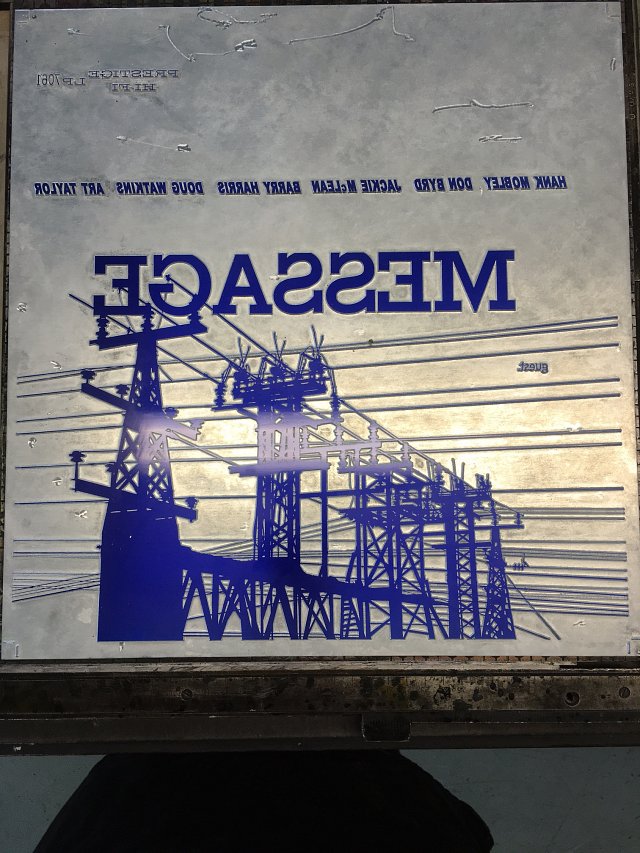 PRESTIGE LP 7061
HI-FI
HANK MOBLEY DON BYRD JACKIE McLEAN BARRY HARRIS DOUG WATKINS ART TAYLOR
MESSAGE
guest